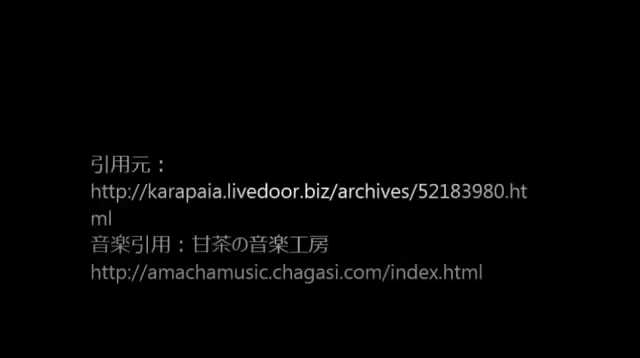 引用元：
http://karapaia.livedoor.biz/archives/52183980.ht
ml
音楽引用：甘茶の音楽工房
http://amachamusic.chagasi.com/index.html